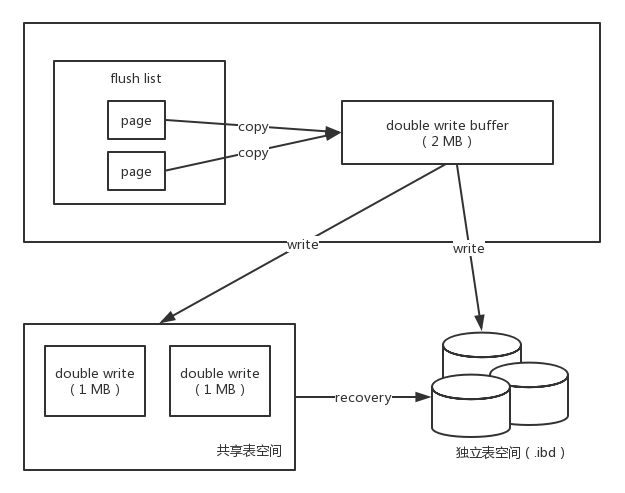 flush list
page
copy
double write buffer
( 2 MB )
copy
page
write
write
double write
( 1 MB )
double write
( 1 MB )
recovery
共享表空间
独立表空间 ( .ibd )